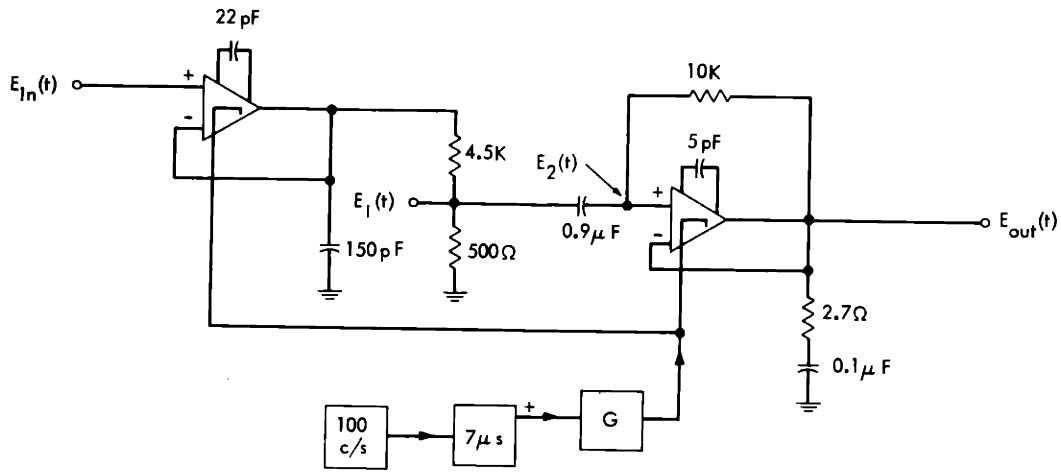 22 pF
E_in(t)
+
-
4.5K
E_1(t)
150 pF
500Ω
10K
5 pF
E_2(t)
+
-
0.9 μF
E_out(t)
2.7Ω
0.1 μF
100 c/s
7μs
+
G